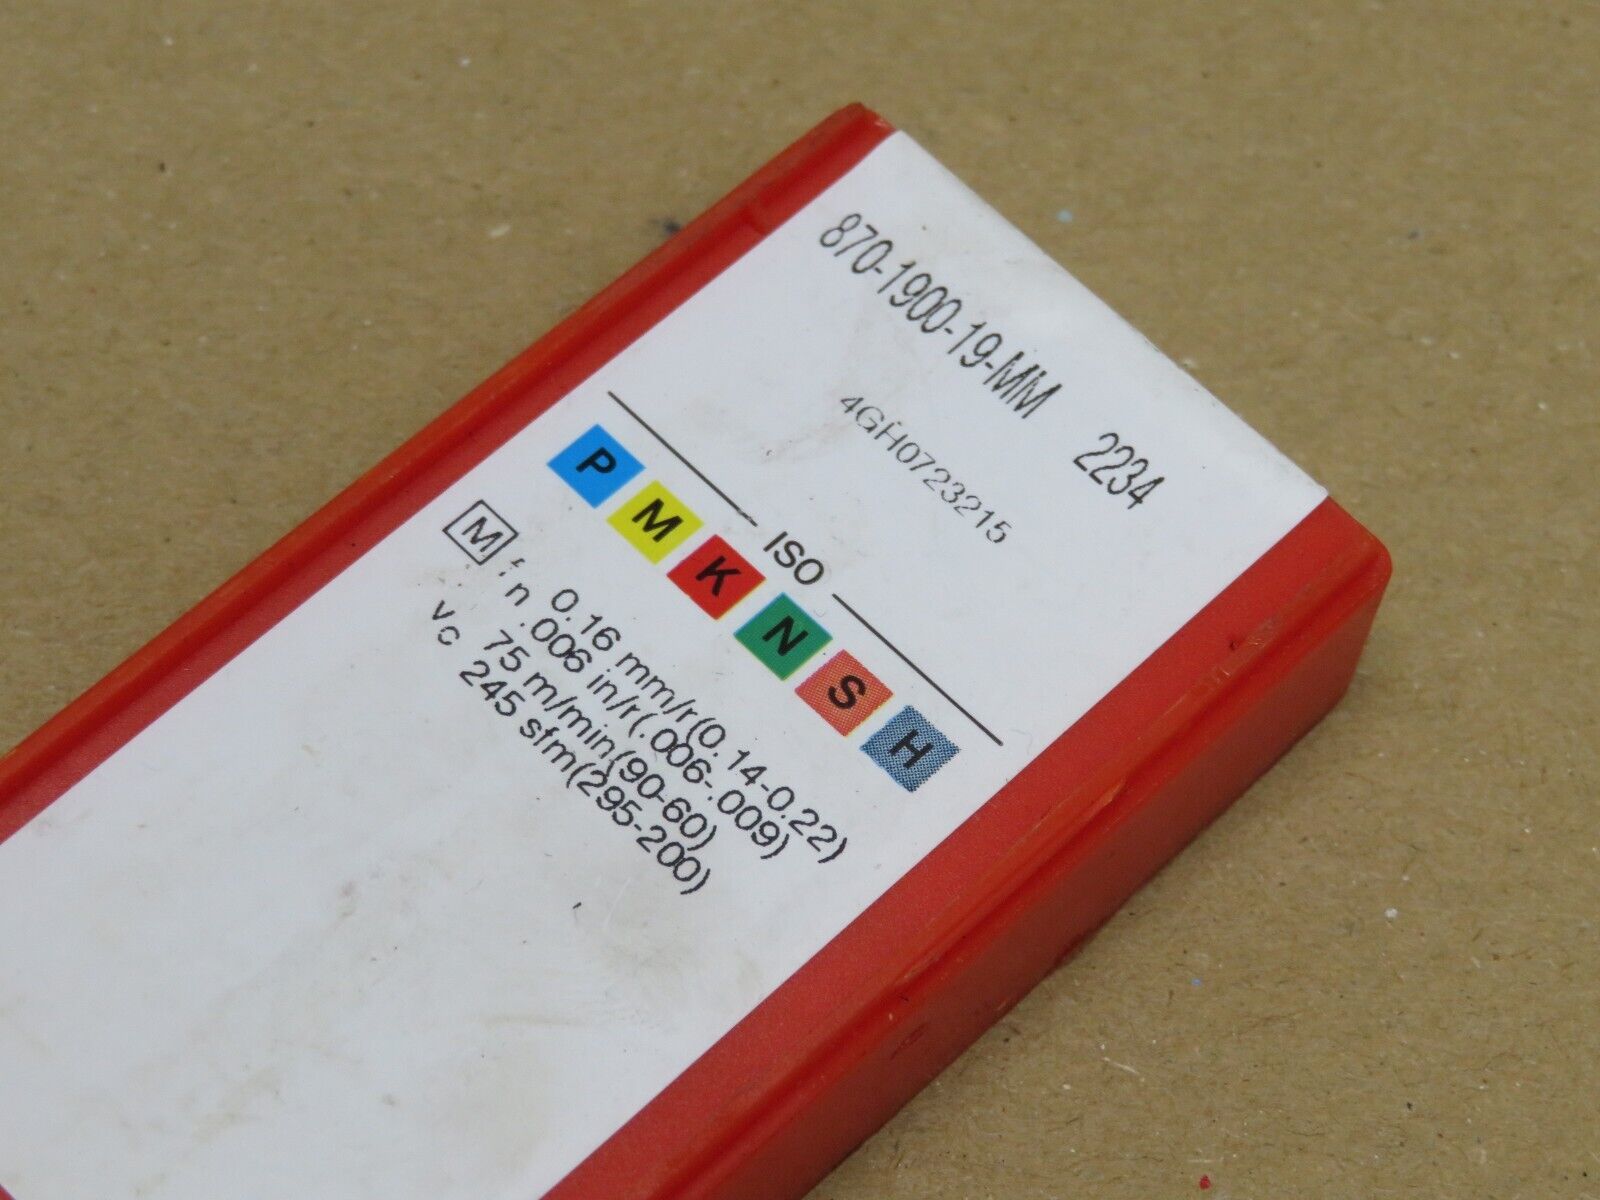 870-1900-19-MM 2234
4GH0723215
ISO
P M K N S H
M fn 0.16 mm/r(0.14-0.22)
.006 in/r(.006-.009)
vc 75 m/min(90-60)
245 sfm(295-200)